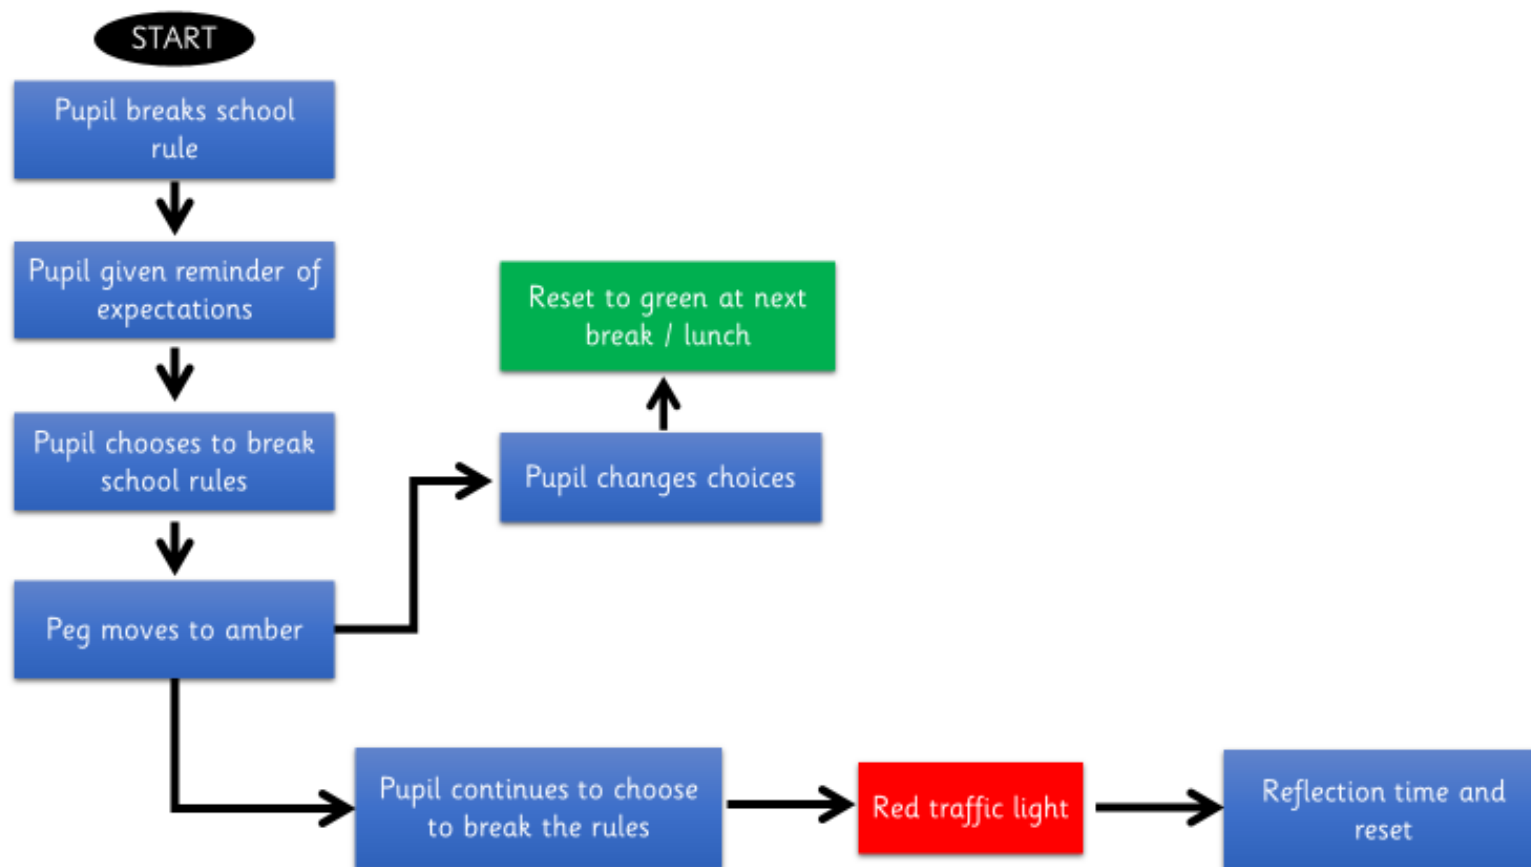 START
Pupil breaks school
rule
Pupil given reminder of
expectations
Pupil chooses to break
school rules
Peg moves to amber
Reset to green at next
break / lunch
Pupil changes choices
Pupil continues to choose
to break the rules
Red traffic light
Reflection time and
reset